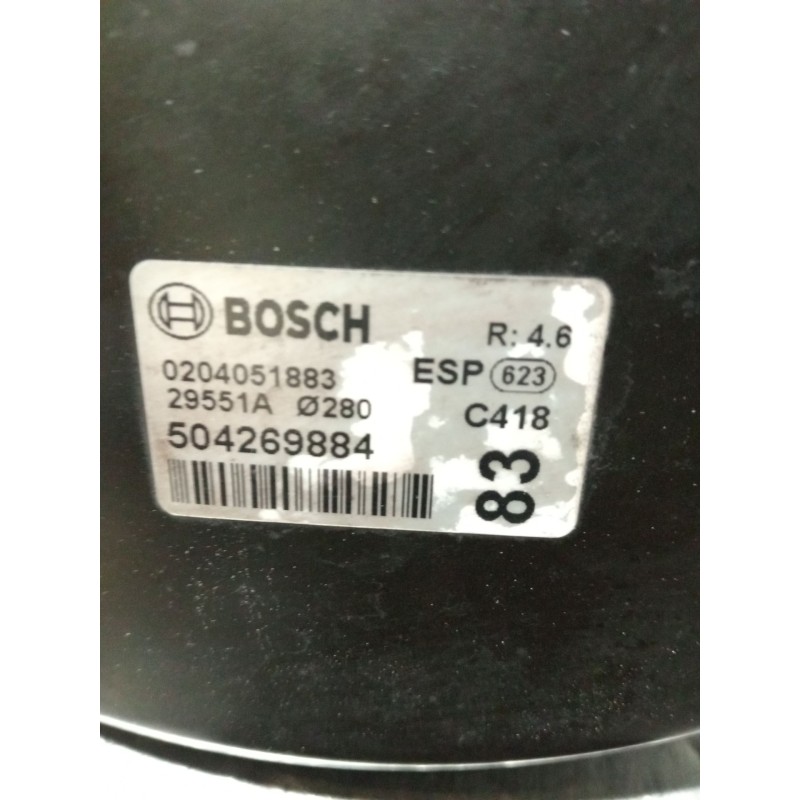 BOSCH
R: 4.6
0204051883
ESP 623
29551A Ø280
C418
504269884
83